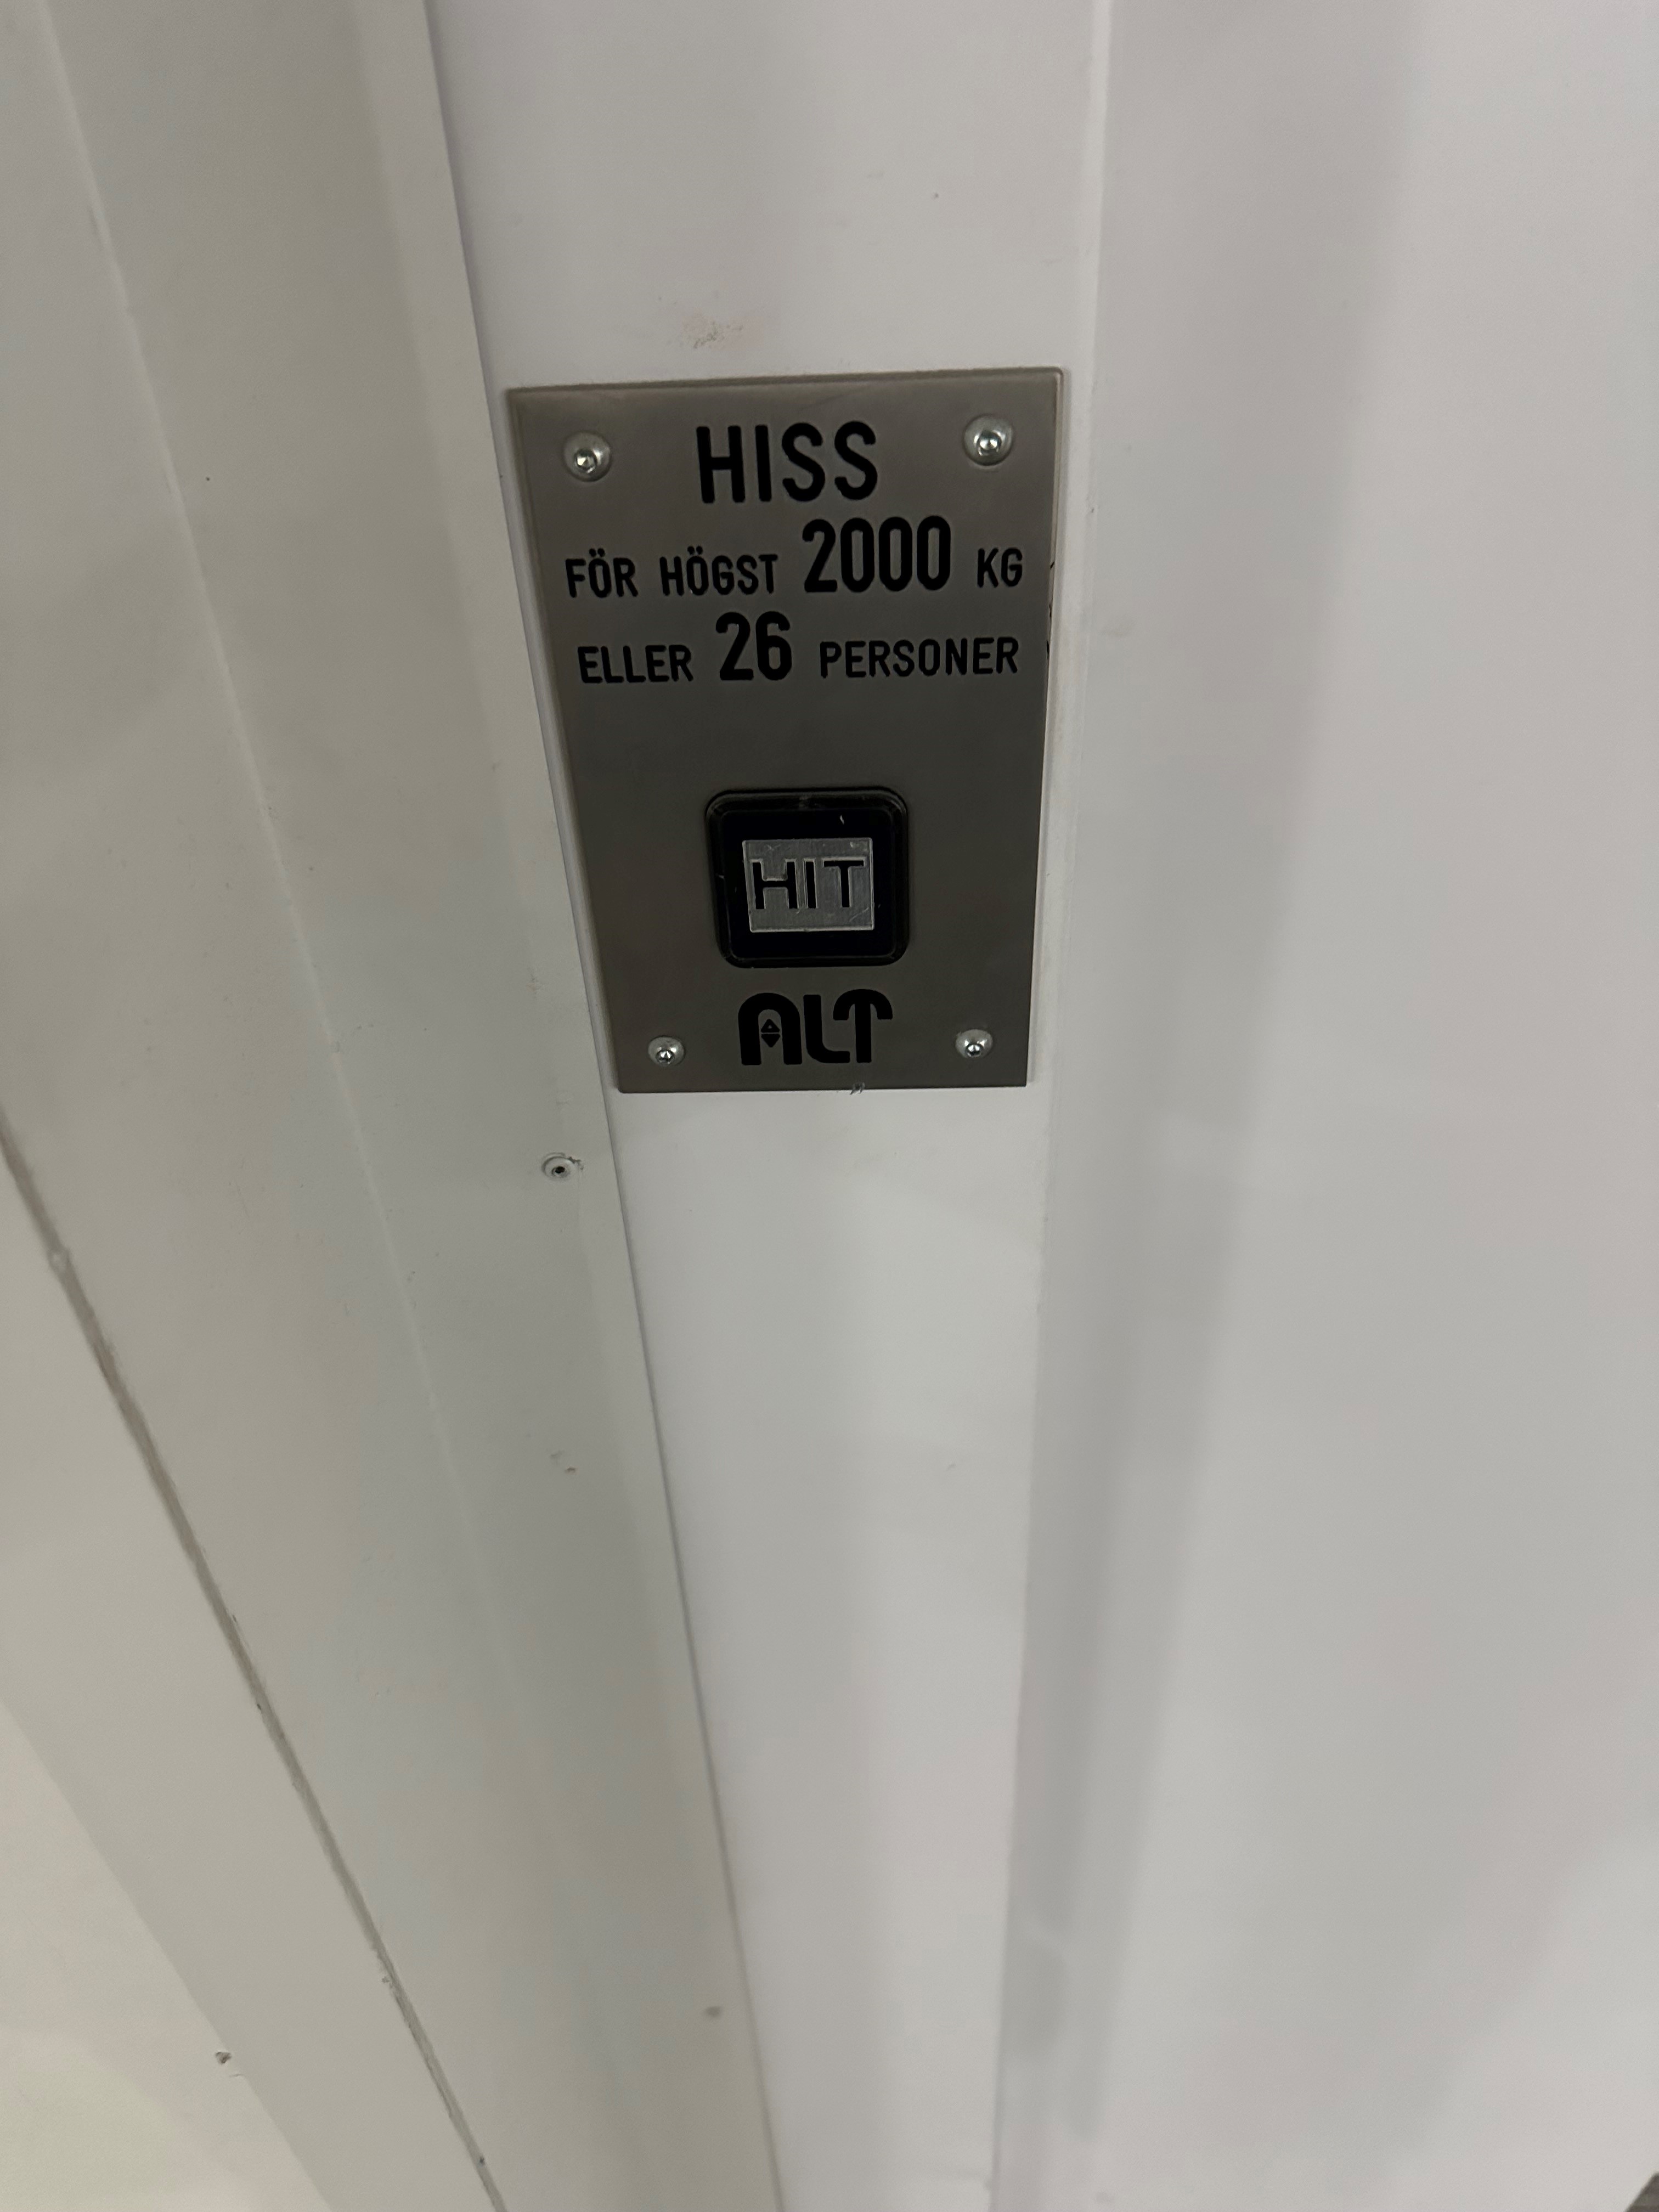 HISS
FÖR HÖGST 2000 KG
ELLER 26 PERSONER
HIT
ALT